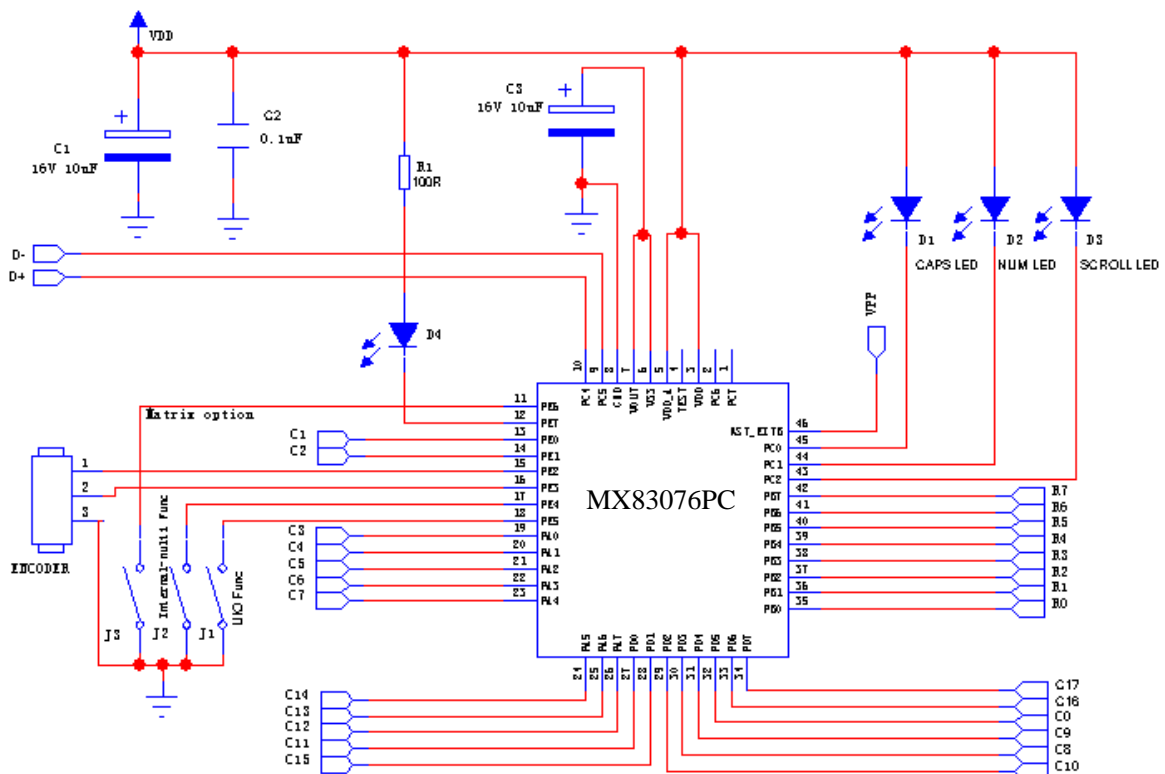 VDD
C1
16V 10uF
C2
0.1uF
R1
100R
C3
16V 10uF
D-
D+
D4
D1
CAPS LED
D2
NUM LED
D3
SCROLL LED
VPP
10 9 8 7 6 5 4 3 2 1
PC4 PC5 GND VOUT VSS VDD_A TEST VDD PC6 PC7
Matrix option
ENCODER
1
2
3
J3
Internal-multi Func
J2
J1
C1
C2
C3
C4
C5
C6
C7
11 PE6
12 PE7
13 PE0
14 PE1
15 PE2
16 PE3
17 PE4
18 PE5
19 PA0
20 PA1
21 PA2
22 PA3
23 PA4
MX83076PC
46
45 PC0
44 PC1
43 PC2
42 PB7
41 PB6
40 PB5
39 PB4
38 PB3
37 PB2
36 PB1
35 PB0
R7
R6
R5
R4
R3
R2
R1
R0
PA5 PA6 PA7 PD0 PD1 PD2 PD3 PD4 PD5 PD6 PD7
24 25 26 27 28 29 30 31 32 33 34
C14
C13
C12
C11
C15
C17
C16
C0
C9
C8
C10